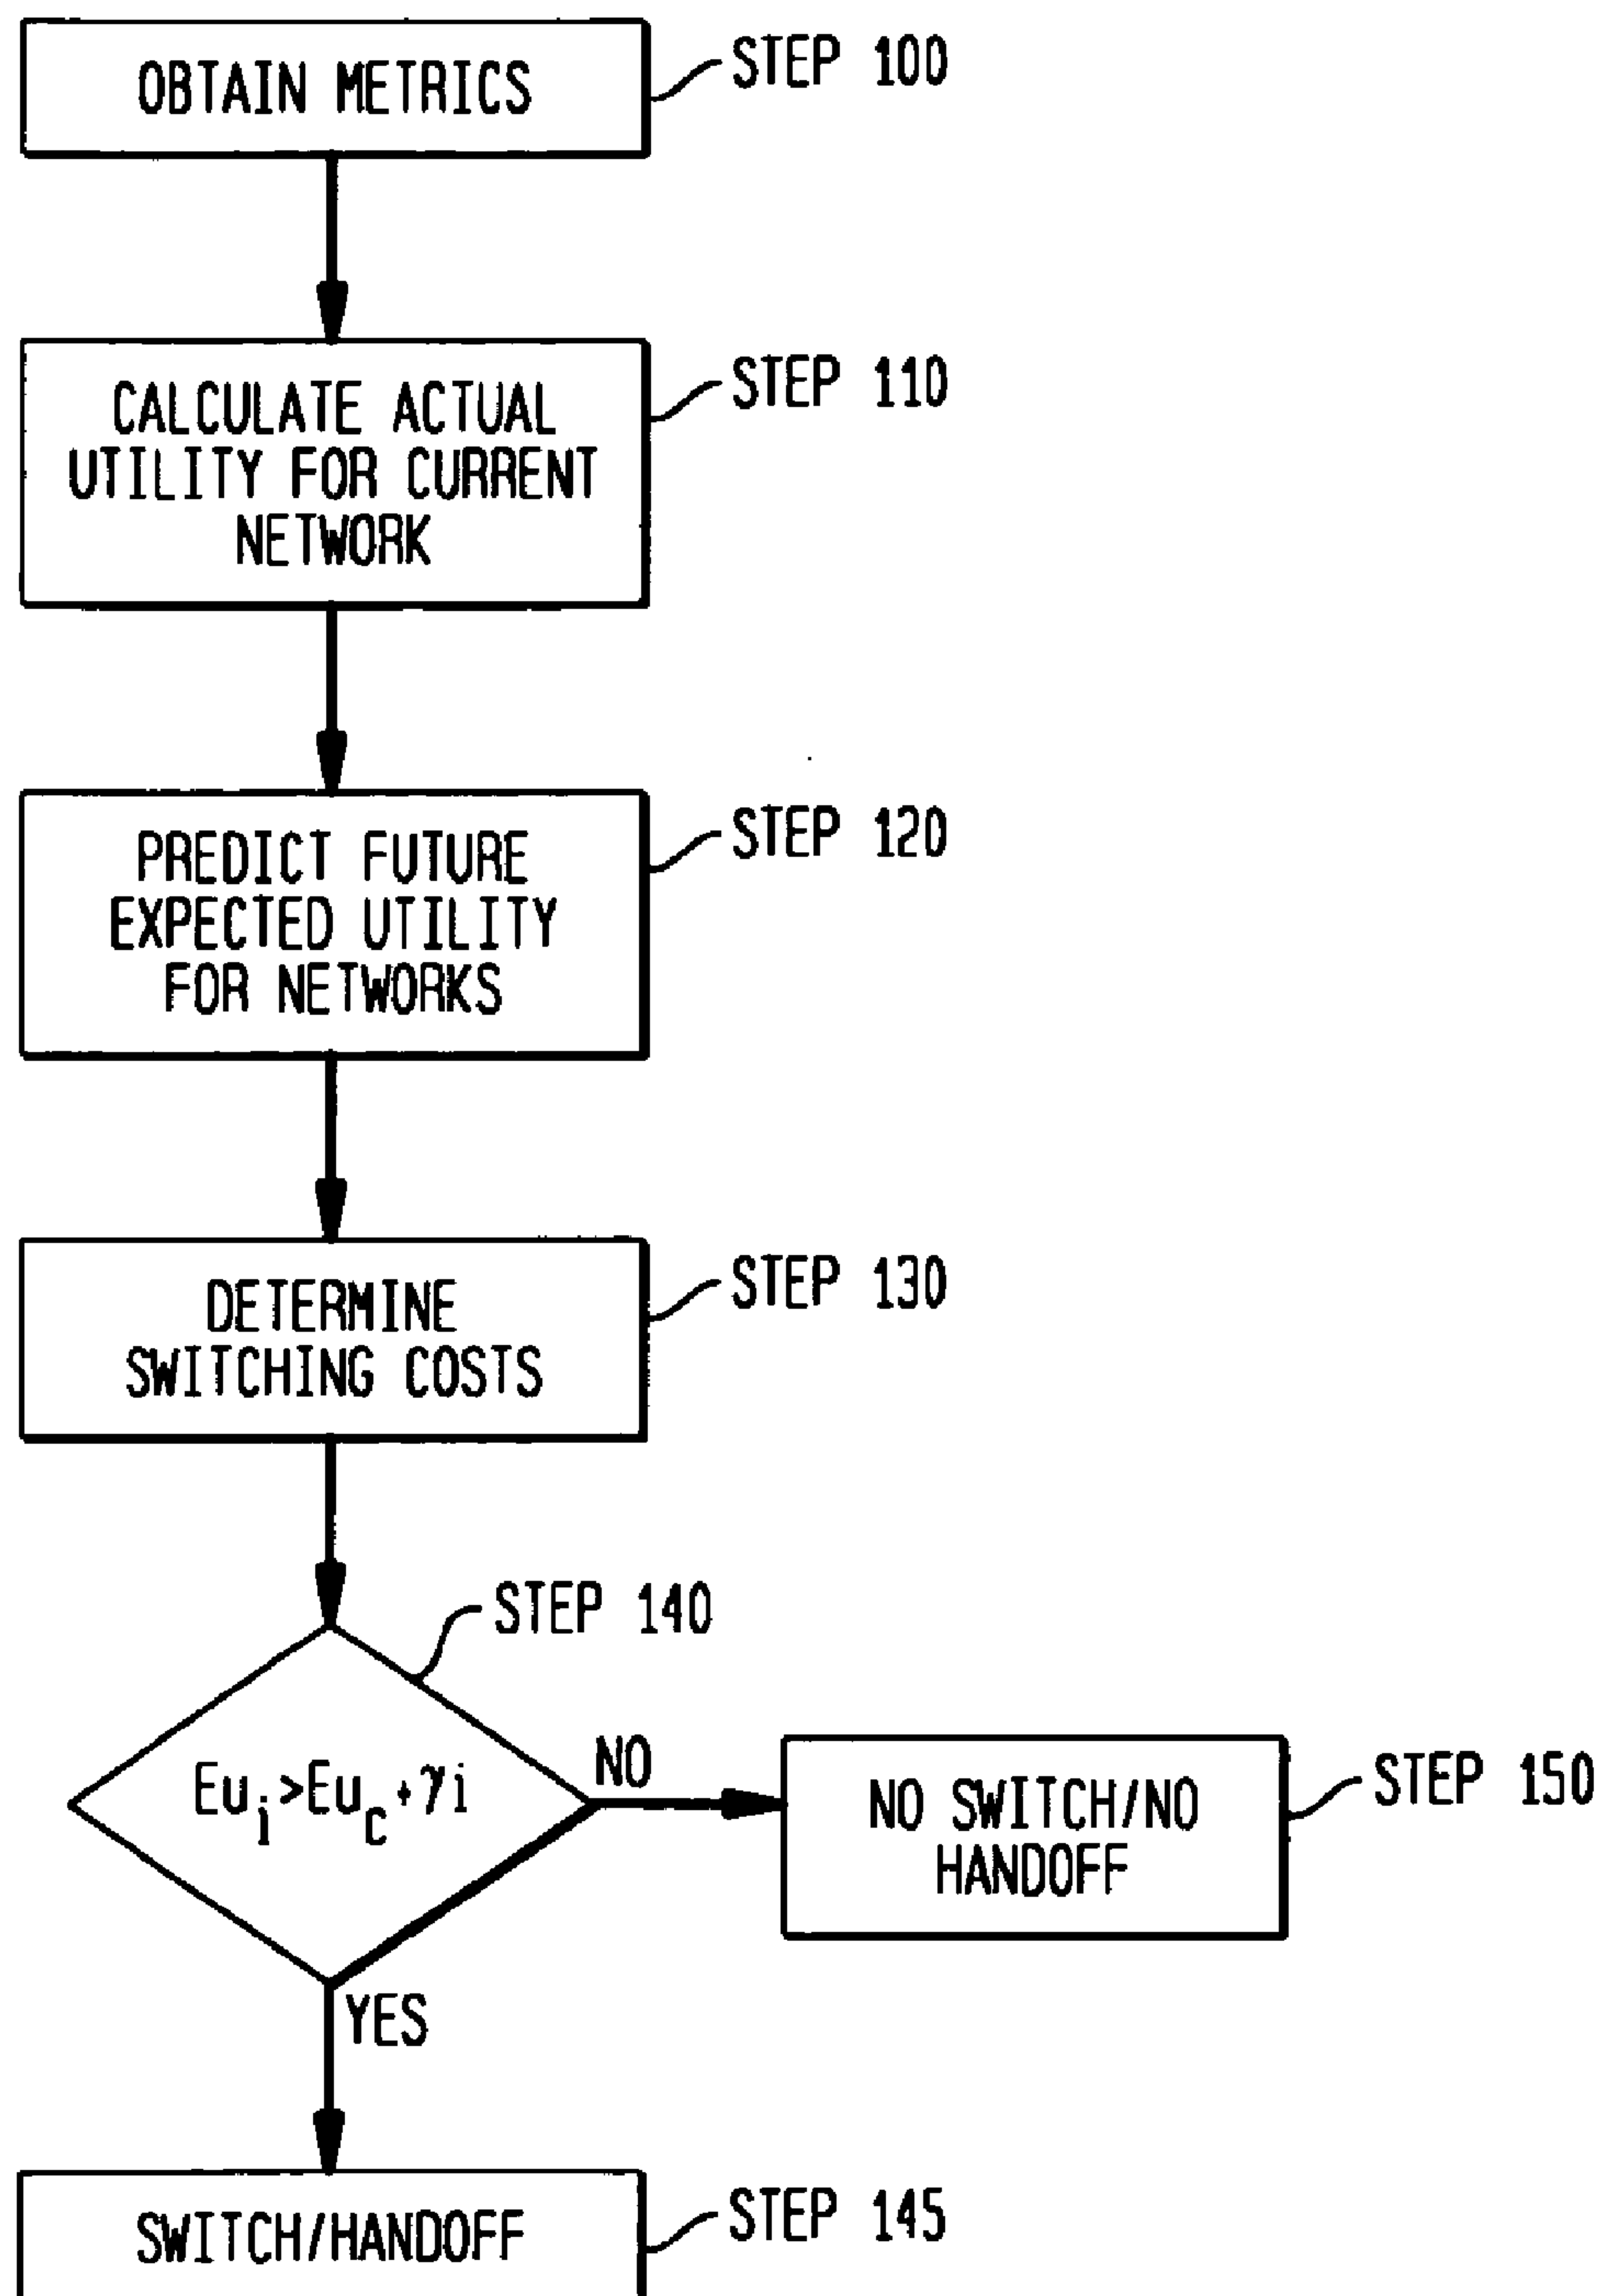 OBTAIN METRICS
STEP 100
CALCULATE ACTUAL
UTILITY FOR CURRENT
NETWORK
STEP 110
PREDICT FUTURE
EXPECTED UTILITY
FOR NETWORKS
STEP 120
DETERMINE
SWITCHING COSTS
STEP 130
STEP 140
Eu_i>Eu_c+γi
NO
NO SWITCH/NO
HANDOFF
STEP 150
YES
SWITCH/HANDOFF
STEP 145